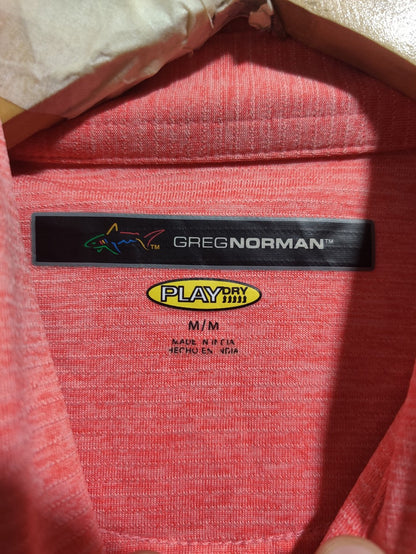 GREGNORMAN™
PLAYDRY
M/M
MADE IN INDIA
HECHO EN INDIA